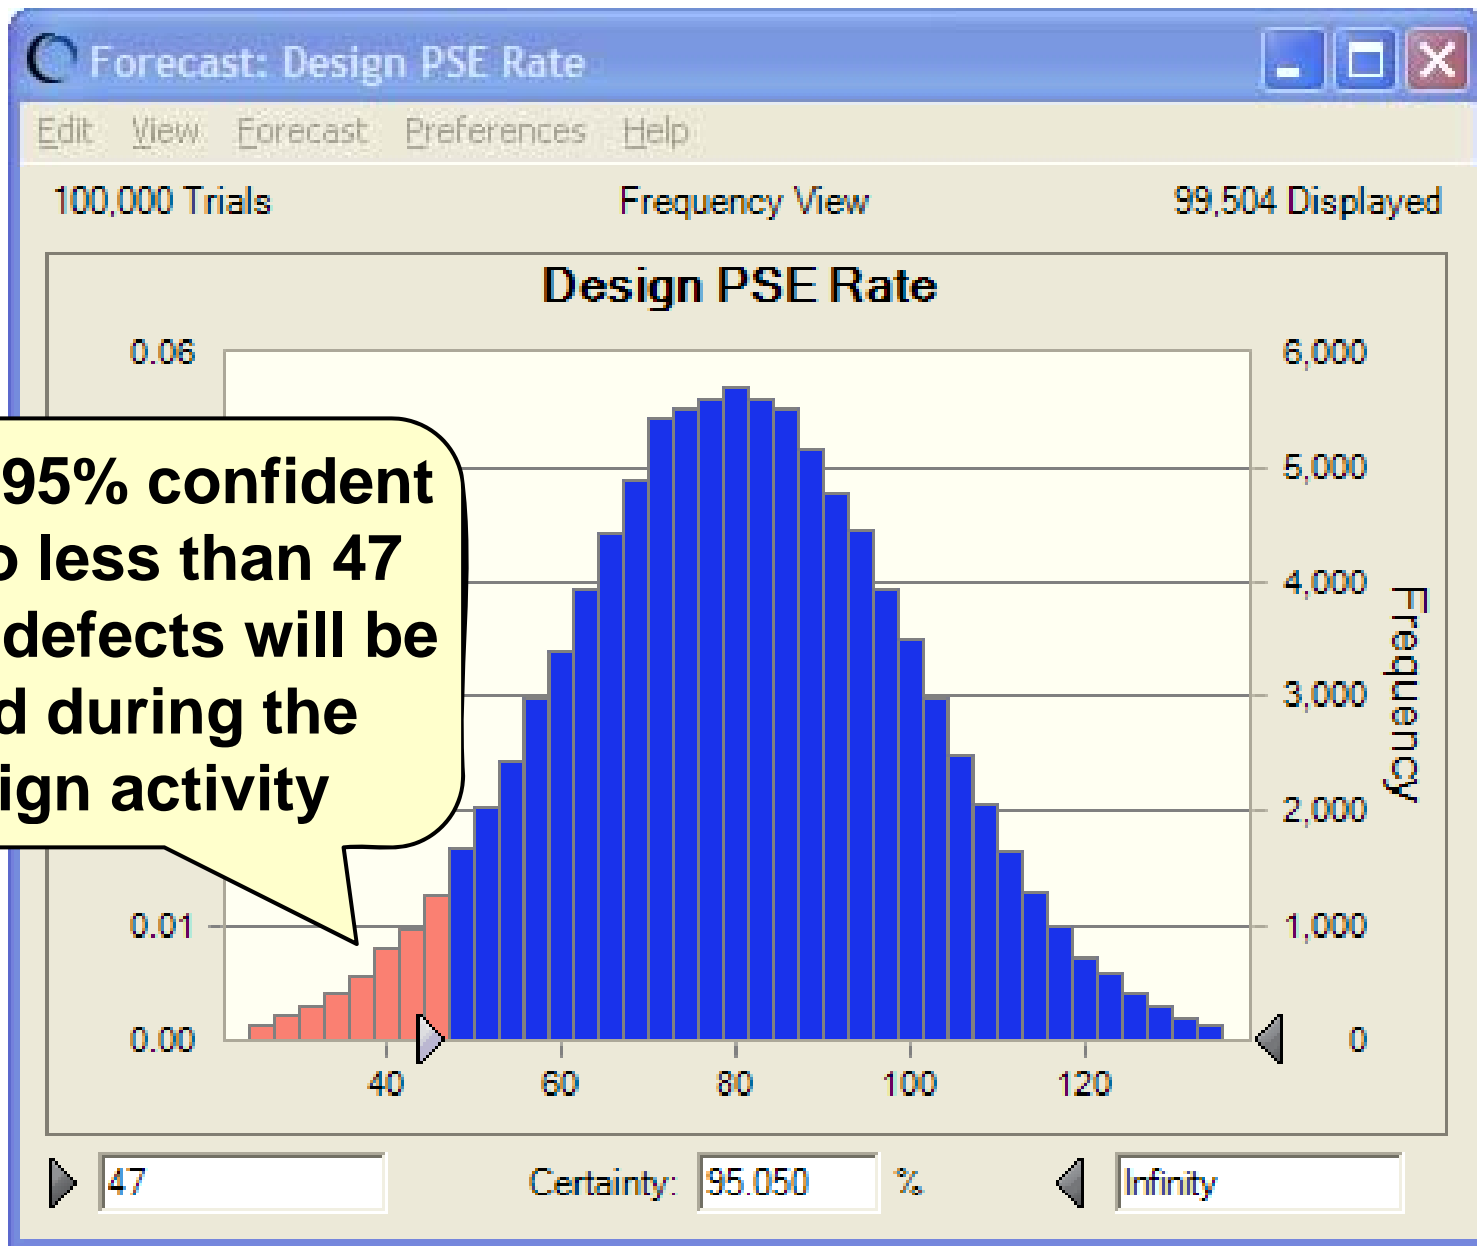 Forecast: Design PSE Rate
Edit View Forecast Preferences Help
100,000 Trials Frequency View 99,504 Displayed
Design PSE Rate
0.06 6,000
95% confident
less than 47
defects will be
during the
activity
5,000
4,000
3,000
2,000
0.01 1,000
0.00 0
Frequency
40 60 80 100 120
47 Certainty: 95.050 % Infinity